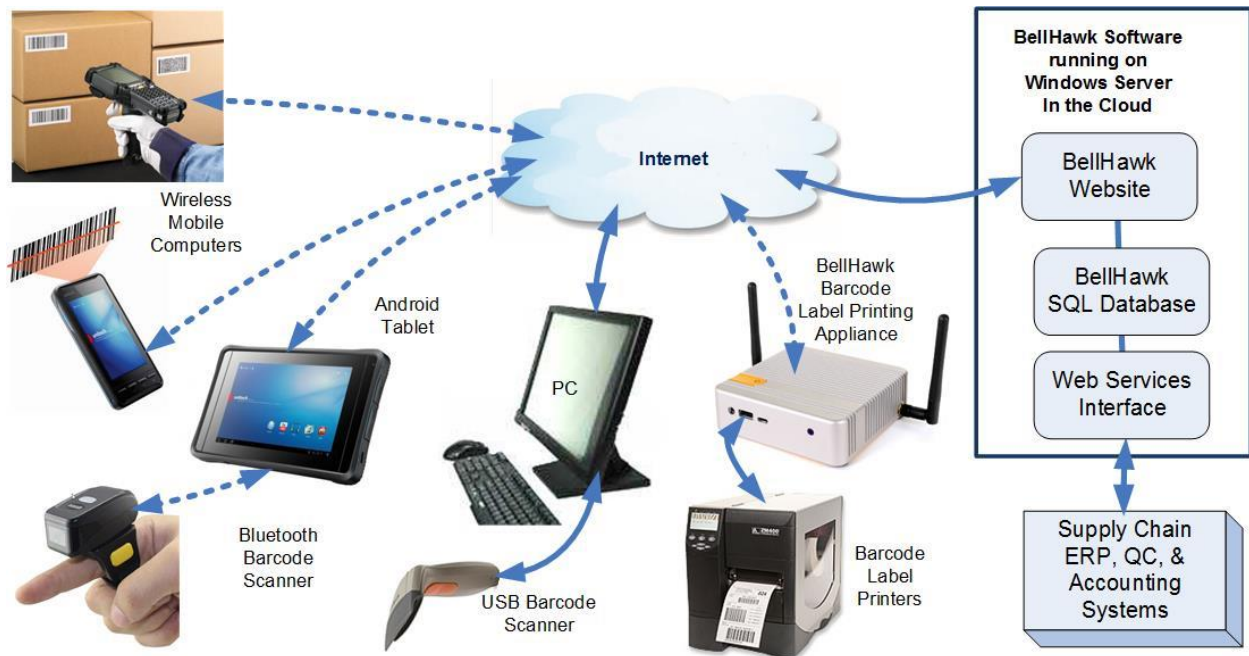 BellHawk Software
running on
Windows Server
In the Cloud
BellHawk
Website
BellHawk
SQL Database
Web Services
Interface
Supply Chain
ERP, QC, &
Accounting
Systems
Internet
Wireless
Mobile
Computers
Android
Tablet
PC
BellHawk
Barcode
Label Printing
Appliance
Bluetooth
Barcode
Scanner
USB Barcode
Scanner
Barcode
Label
Printers